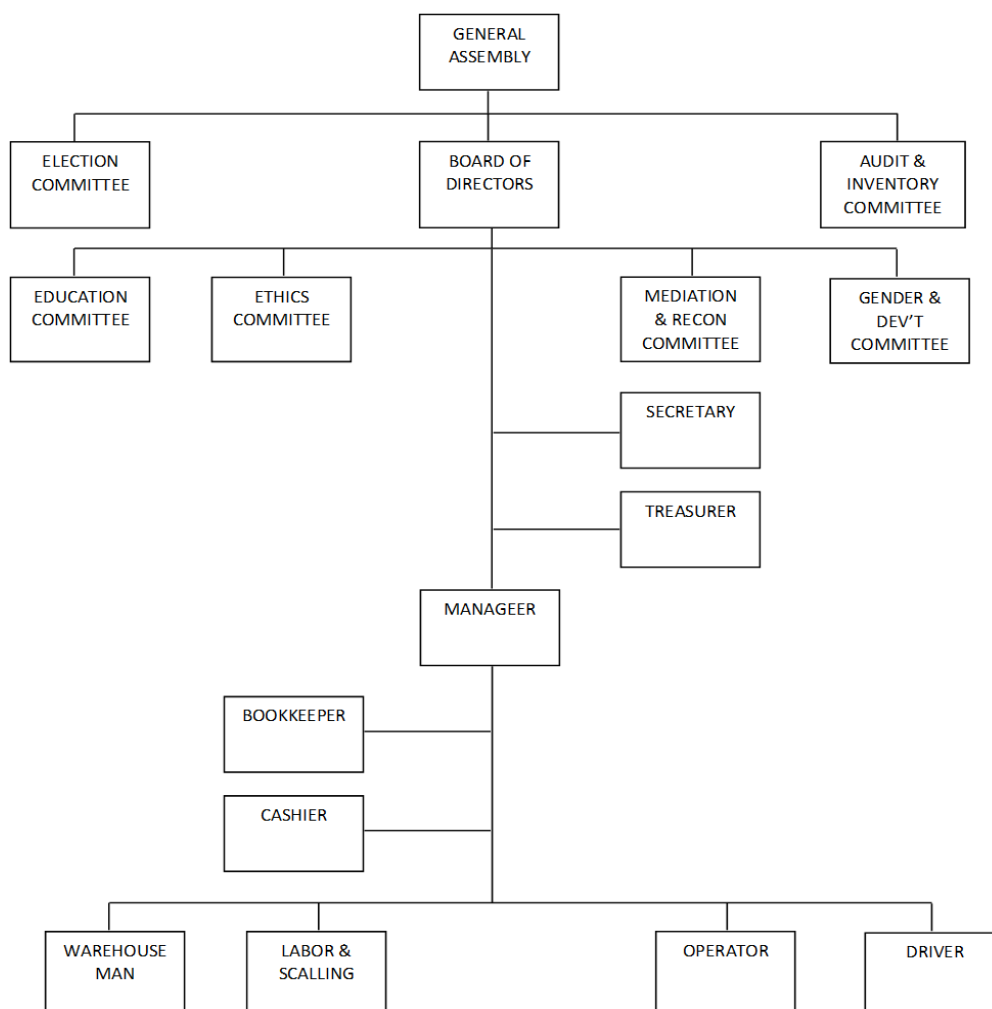 GENERAL
ASSEMBLY
ELECTION
COMMITTEE
BOARD OF
DIRECTORS
AUDIT &
INVENTORY
COMMITTEE
EDUCATION
COMMITTEE
ETHICS
COMMITTEE
MEDIATION
& RECON
COMMITTEE
GENDER &
DEV’T
COMMITTEE
SECRETARY
TREASURER
MANAGEER
BOOKKEEPER
CASHIER
WAREHOUSE
MAN
LABOR &
SCALLING
OPERATOR
DRIVER